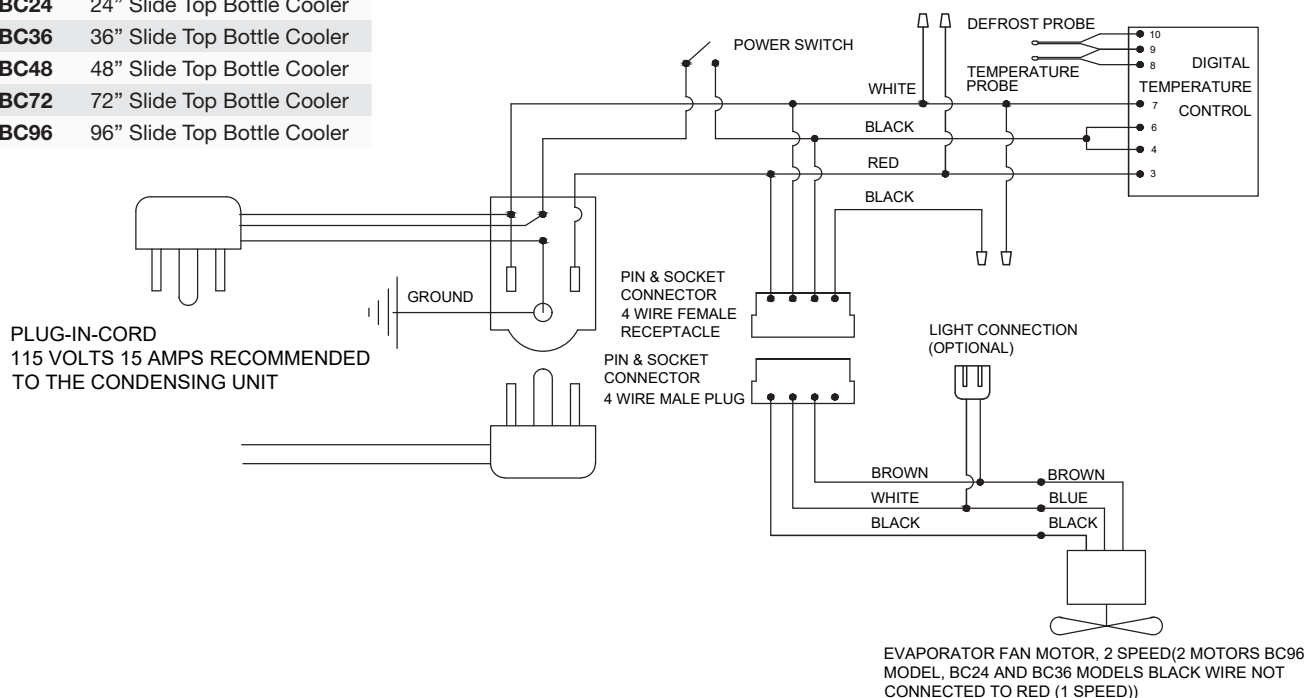 BC24 24” Slide Top Bottle Cooler
BC36 36” Slide Top Bottle Cooler
BC48 48” Slide Top Bottle Cooler
BC72 72” Slide Top Bottle Cooler
BC96 96” Slide Top Bottle Cooler
POWER SWITCH
DEFROST PROBE
TEMPERATURE
PROBE
10
9
8
7
6
4
3
DIGITAL
TEMPERATURE
CONTROL
WHITE
BLACK
RED
BLACK
GROUND
PLUG-IN-CORD
115 VOLTS 15 AMPS RECOMMENDED
TO THE CONDENSING UNIT
PIN & SOCKET
CONNECTOR
4 WIRE FEMALE
RECEPTACLE
PIN & SOCKET
CONNECTOR
4 WIRE MALE PLUG
LIGHT CONNECTION
(OPTIONAL)
BROWN
WHITE
BLACK
BROWN
BLUE
BLACK
EVAPORATOR FAN MOTOR, 2 SPEED(2 MOTORS BC96
MODEL, BC24 AND BC36 MODELS BLACK WIRE NOT
CONNECTED TO RED (1 SPEED))